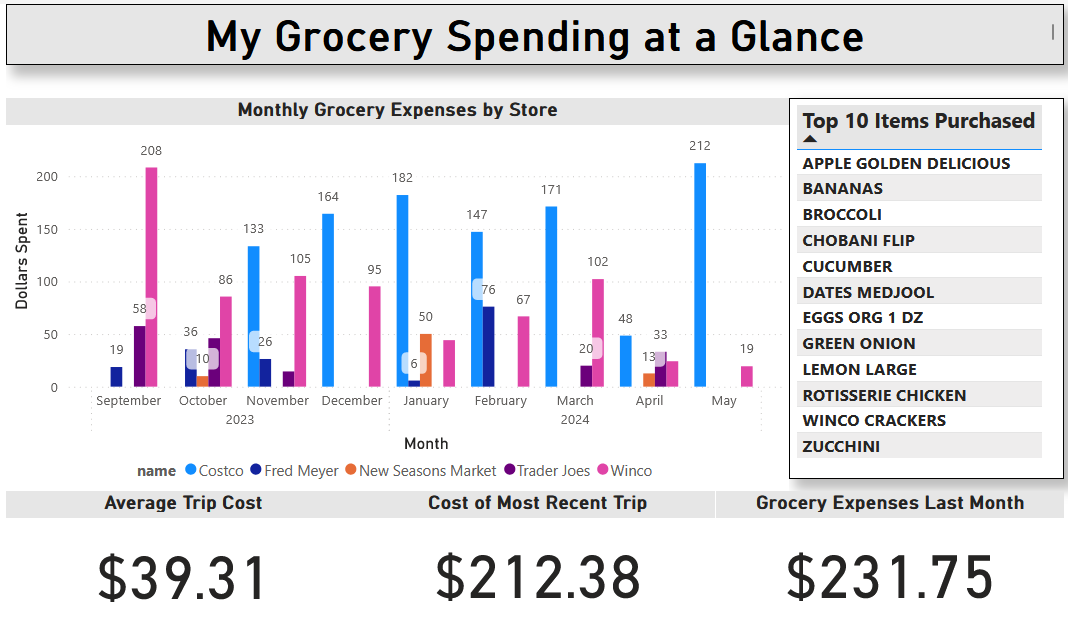 My Grocery Spending at a Glance
Monthly Grocery Expenses by Store
Dollars Spent
200
150
100
50
0
19
58
208
36
10
86
133
26
105
164
95
182
6
50
147
76
67
171
20
102
48
13
33
212
19
September October November December January February March April May
2023 2024
Month
name Costco Fred Meyer New Seasons Market Trader Joes Winco
Top 10 Items Purchased
APPLE GOLDEN DELICIOUS
BANANAS
BROCCOLI
CHOBANI FLIP
CUCUMBER
DATES MEDJOOL
EGGS ORG 1 DZ
GREEN ONION
LEMON LARGE
ROTISSERIE CHICKEN
WINCO CRACKERS
ZUCCHINI
Average Trip Cost
$39.31
Cost of Most Recent Trip
$212.38
Grocery Expenses Last Month
$231.75